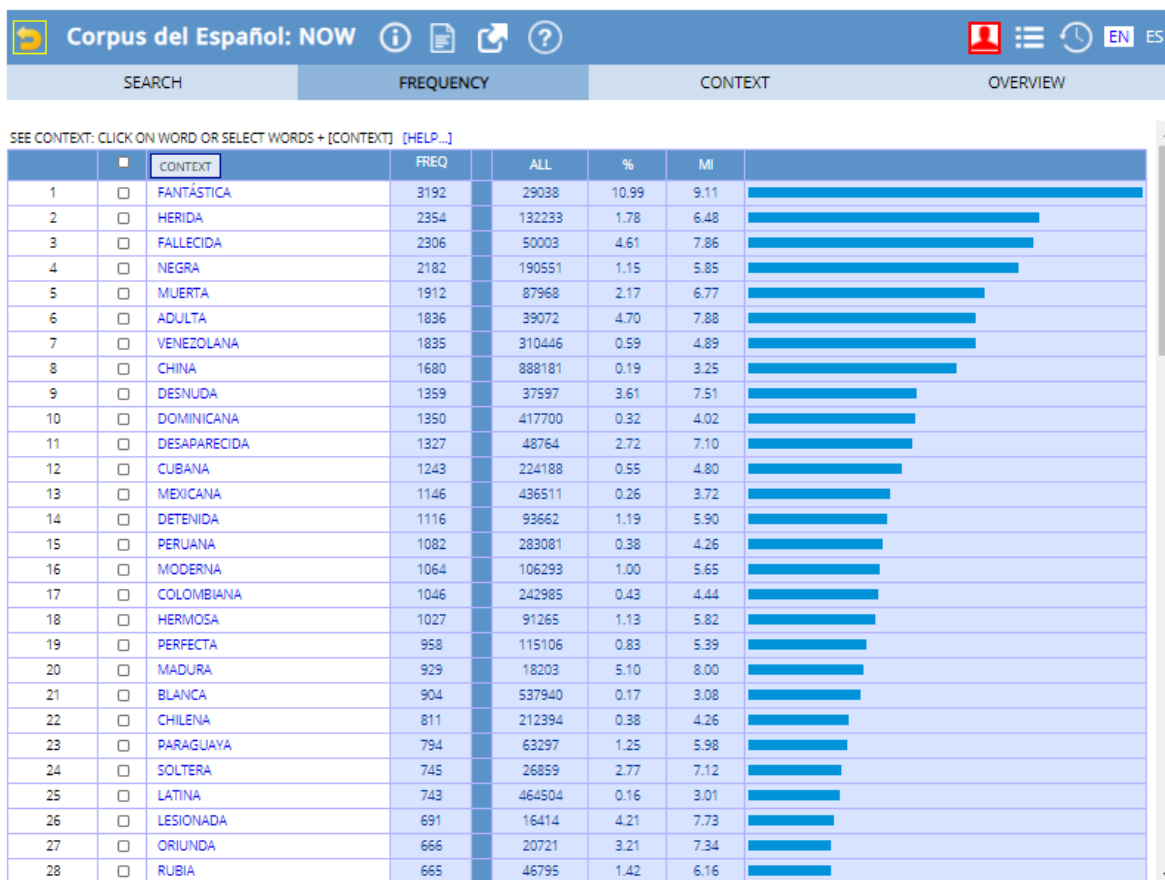 Corpus del Español: NOW EN ES
SEARCH FREQUENCY CONTEXT OVERVIEW
SEE CONTEXT: CLICK ON WORD OR SELECT WORDS + [CONTEXT] [HELP...]
CONTEXT FREQ ALL % MI
1 FANTÁSTICA 3192 29038 10.99 9.11
2 HERIDA 2354 132233 1.78 6.48
3 FALLECIDA 2306 50003 4.61 7.86
4 NEGRA 2182 190551 1.15 5.85
5 MUERTA 1912 87968 2.17 6.77
6 ADULTA 1836 39072 4.70 7.88
7 VENEZOLANA 1835 310446 0.59 4.89
8 CHINA 1680 888181 0.19 3.25
9 DESNUDA 1359 37597 3.61 7.51
10 DOMINICANA 1350 417700 0.32 4.02
11 DESAPARECIDA 1327 48764 2.72 7.10
12 CUBANA 1243 224188 0.55 4.80
13 MEXICANA 1146 436511 0.26 3.72
14 DETENIDA 1116 93662 1.19 5.90
15 PERUANA 1082 283081 0.38 4.26
16 MODERNA 1064 106293 1.00 5.65
17 COLOMBIANA 1046 242985 0.43 4.44
18 HERMOSA 1027 91265 1.13 5.82
19 PERFECTA 958 115106 0.83 5.39
20 MADURA 929 18203 5.10 8.00
21 BLANCA 904 537940 0.17 3.08
22 CHILENA 811 212394 0.38 4.26
23 PARAGUAYA 794 63297 1.25 5.98
24 SOLTERA 745 26859 2.77 7.12
25 LATINA 743 464504 0.16 3.01
26 LESIONADA 691 16414 4.21 7.73
27 ORIUNDA 666 20721 3.21 7.34
28 RUBIA 665 46795 1.42 6.16